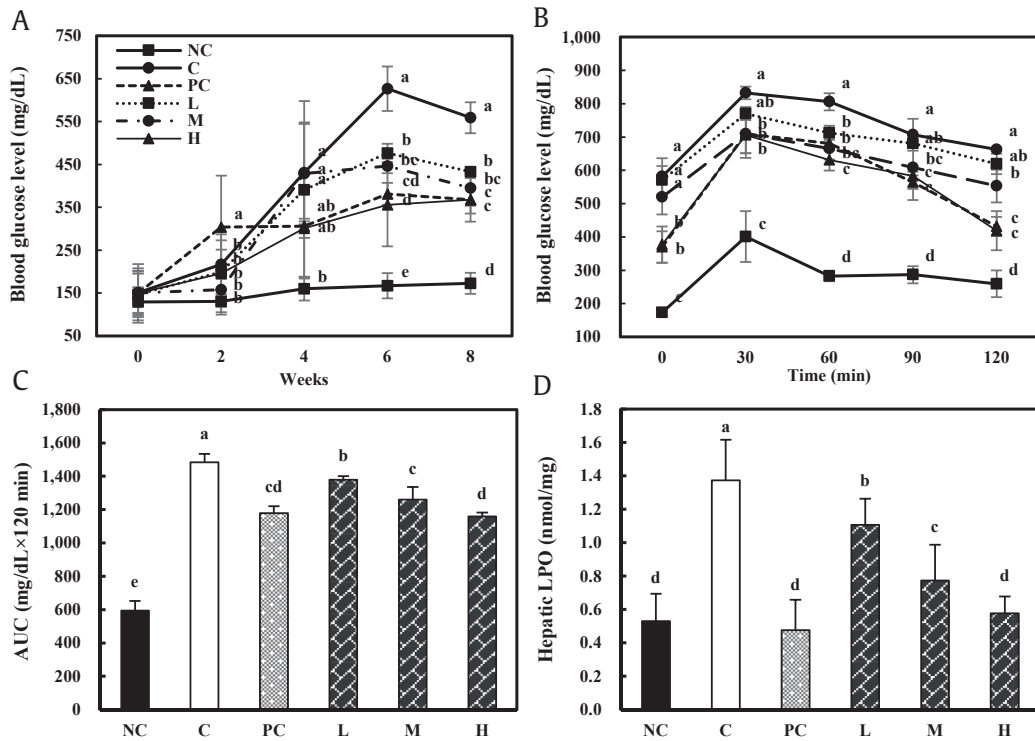 A
750
650
550
450
350
250
150
50
Blood glucose level (mg/dL)
NC
C
PC
L
M
H
a
a
a
a
a
b
b
bc
bc
cd
c
d
c
a
ab
ab
b
b
b
b
b
e
d
0
2
4
6
8
Weeks
B
1,000
900
800
700
600
500
400
300
200
100
Blood glucose level (mg/dL)
a
a
a
a
a
ab
b
ab
ab
a
b
b
bc
bc
a
b
bc
c
b
b
b
c
c
c
c
d
d
d
0
30
60
90
120
Time (min)
C
1,800
1,600
1,400
1,200
1,000
800
600
400
200
0
AUC (mg/dL×120 min)
e
a
cd
b
c
d
NC
C
PC
L
M
H
D
1.8
1.6
1.4
1.2
1.0
0.8
0.6
0.4
0.2
0.0
Hepatic LPO (nmol/mg)
d
a
d
b
c
d
NC
C
PC
L
M
H